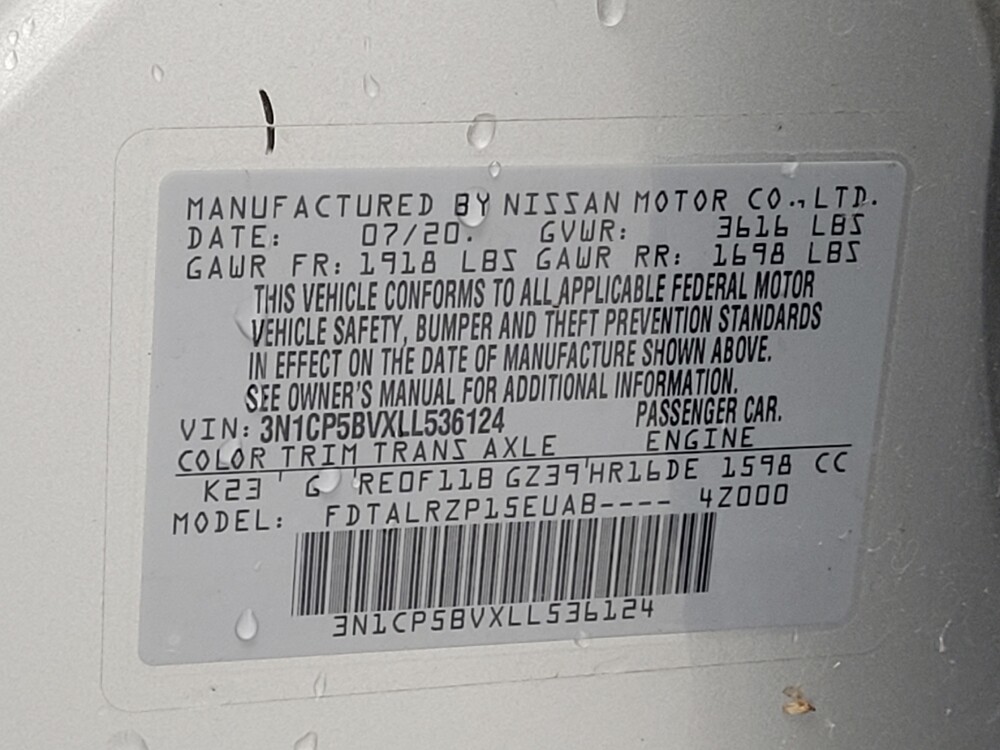 MANUFACTURED BY NISSAN MOTOR CO., LTD.
DATE: 07/20. GVWR: 3616 LBS
GAWR FR: 1918 LBS GAWR RR: 1698 LBS
THIS VEHICLE CONFORMS TO ALL APPLICABLE FEDERAL MOTOR
VEHICLE SAFETY, BUMPER AND THEFT PREVENTION STANDARDS
IN EFFECT ON THE DATE OF MANUFACTURE SHOWN ABOVE.
SEE OWNER'S MANUAL FOR ADDITIONAL INFORMATION.
VIN: 3N1CP5BVXLL536124 PASSENGER CAR.
COLOR TRIM TRANS AXLE ENGINE
K23 G RE0F11B GZ39 HR16DE 1598 CC
MODEL: FDTALRZP15EUAB---- 4Z000
3N1CP5BVXLL536124